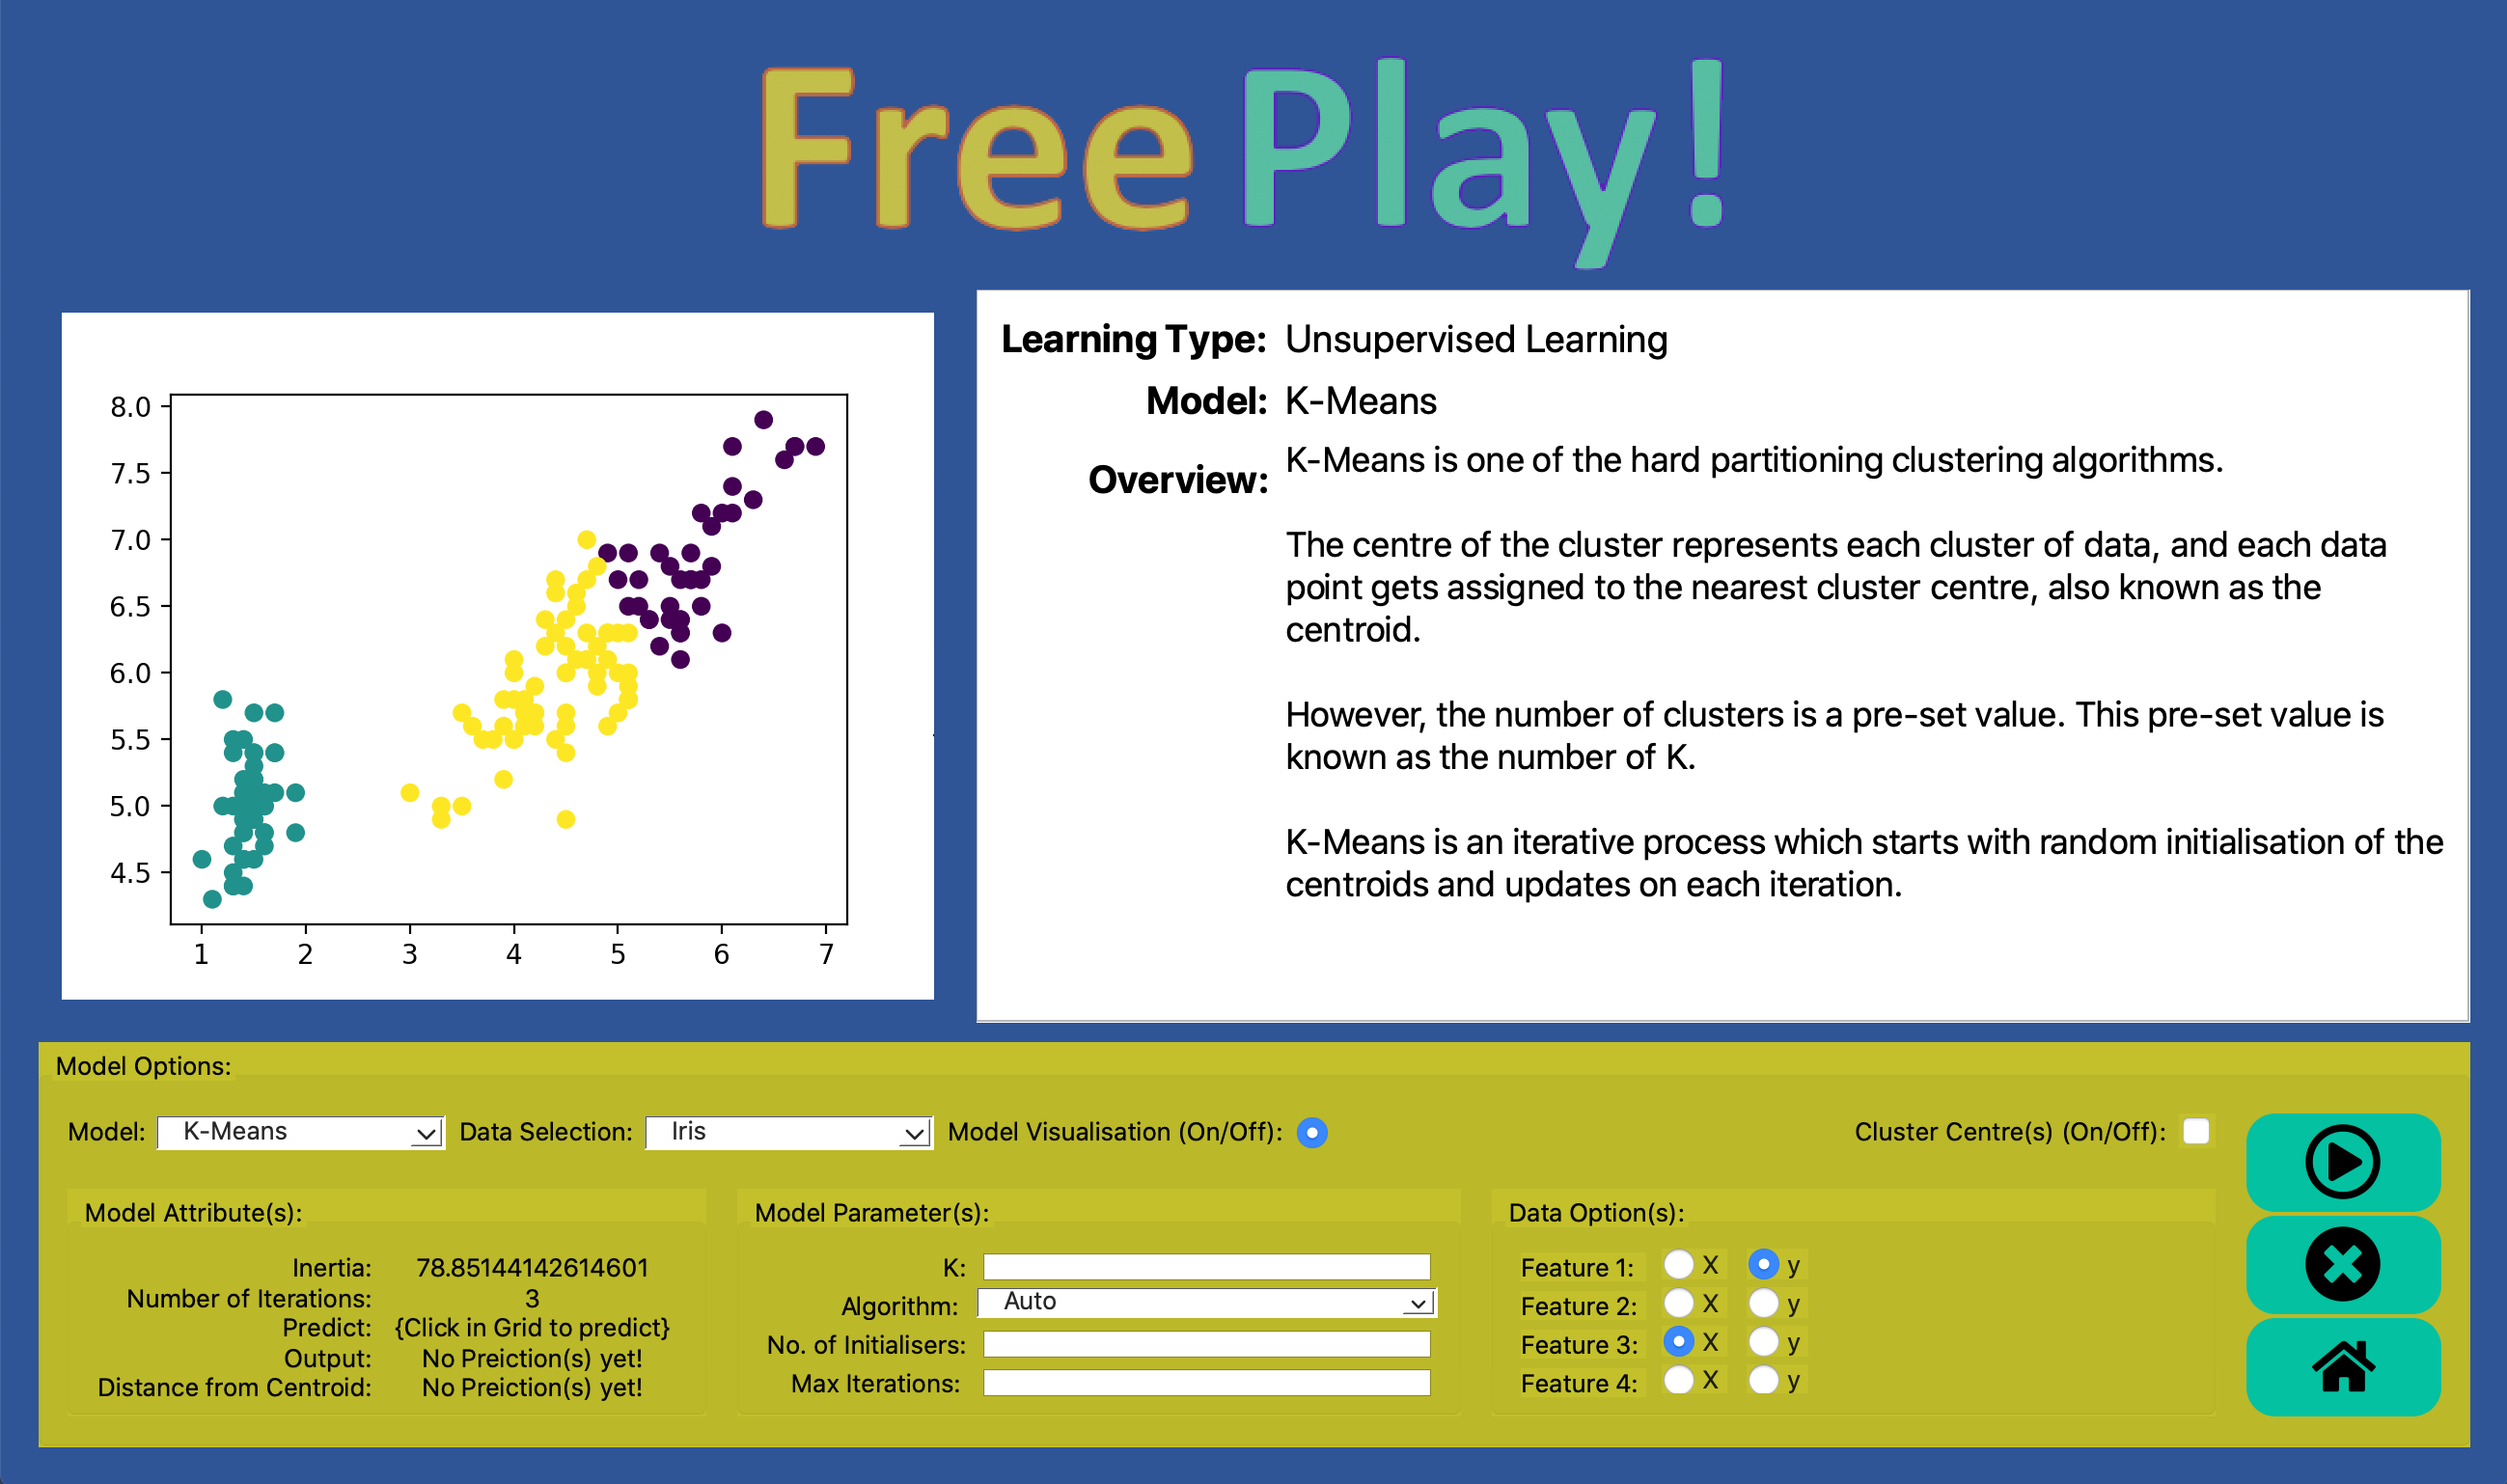 Free Play!
Learning Type: Unsupervised Learning
Model: K-Means
Overview: K-Means is one of the hard partitioning clustering algorithms.
The centre of the cluster represents each cluster of data, and each data
point gets assigned to the nearest cluster centre, also known as the
centroid.
However, the number of clusters is a pre-set value. This pre-set value is
known as the number of K.
K-Means is an iterative process which starts with random initialisation of the
centroids and updates on each iteration.
8.0
7.5
7.0
6.5
6.0
5.5
5.0
4.5
1 2 3 4 5 6 7
Model Options:
Model: K-Means Data Selection: Iris Model Visualisation (On/Off): Cluster Centre(s) (On/Off):
Model Attribute(s):
Inertia: 78.85144142614601
Number of Iterations: 3
Predict: {Click in Grid to predict}
Output: No Preiction(s) yet!
Distance from Centroid: No Preiction(s) yet!
Model Parameter(s):
K:
Algorithm: Auto
No. of Initialisers:
Max Iterations:
Data Option(s):
Feature 1: X y
Feature 2: X y
Feature 3: X y
Feature 4: X y